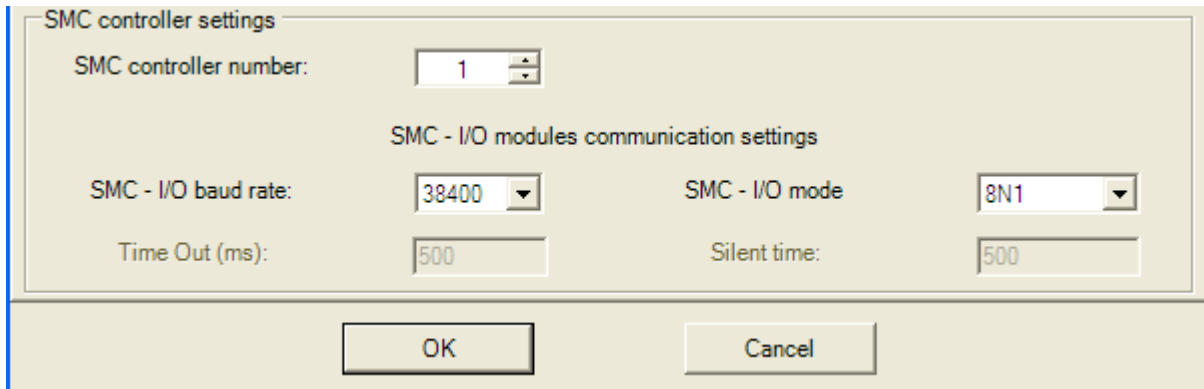 SMC controller settings
SMC controller number: 1
SMC - I/O modules communication settings
SMC - I/O baud rate: 38400 SMC - I/O mode 8N1
Time Out (ms): 500 Silent time: 500
OK Cancel